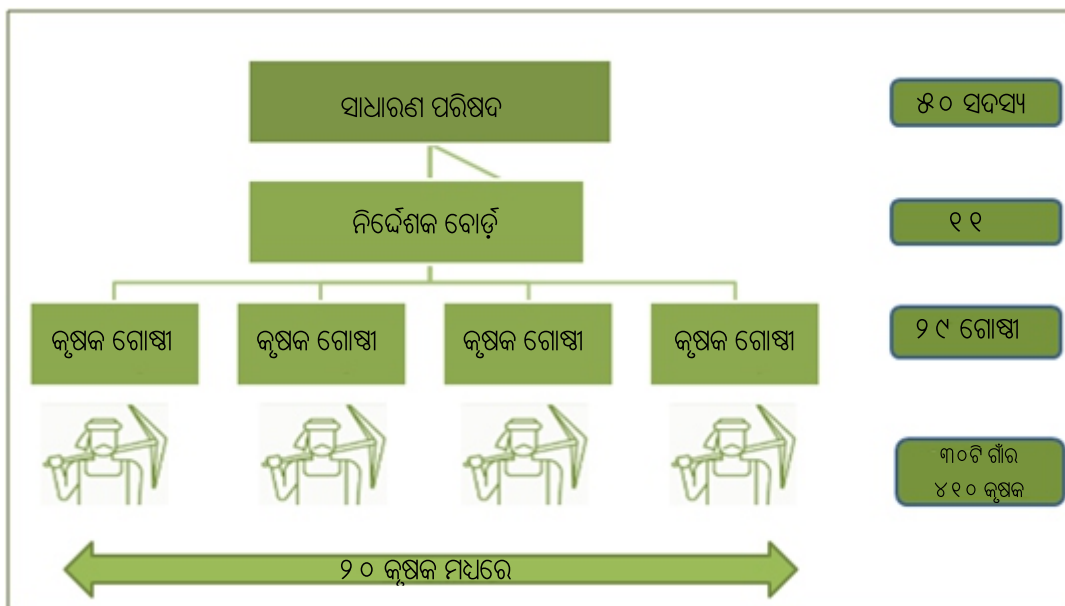 ସାଧାରଣ ପରିଷଦ
୫୦ ସଦସ୍ୟ
ନିର୍ଦ୍ଦେଶକ ବୋର୍ଡ଼
୧୧
କୃଷକ ଗୋଷ୍ଠୀ
କୃଷକ ଗୋଷ୍ଠୀ
କୃଷକ ଗୋଷ୍ଠୀ
କୃଷକ ଗୋଷ୍ଠୀ
୨୯ ଗୋଷ୍ଠୀ
୩୦ଟି ଗାଁର
୪୧୦ କୃଷକ
୨୦ କୃଷକ ମଧ୍ୟରେ